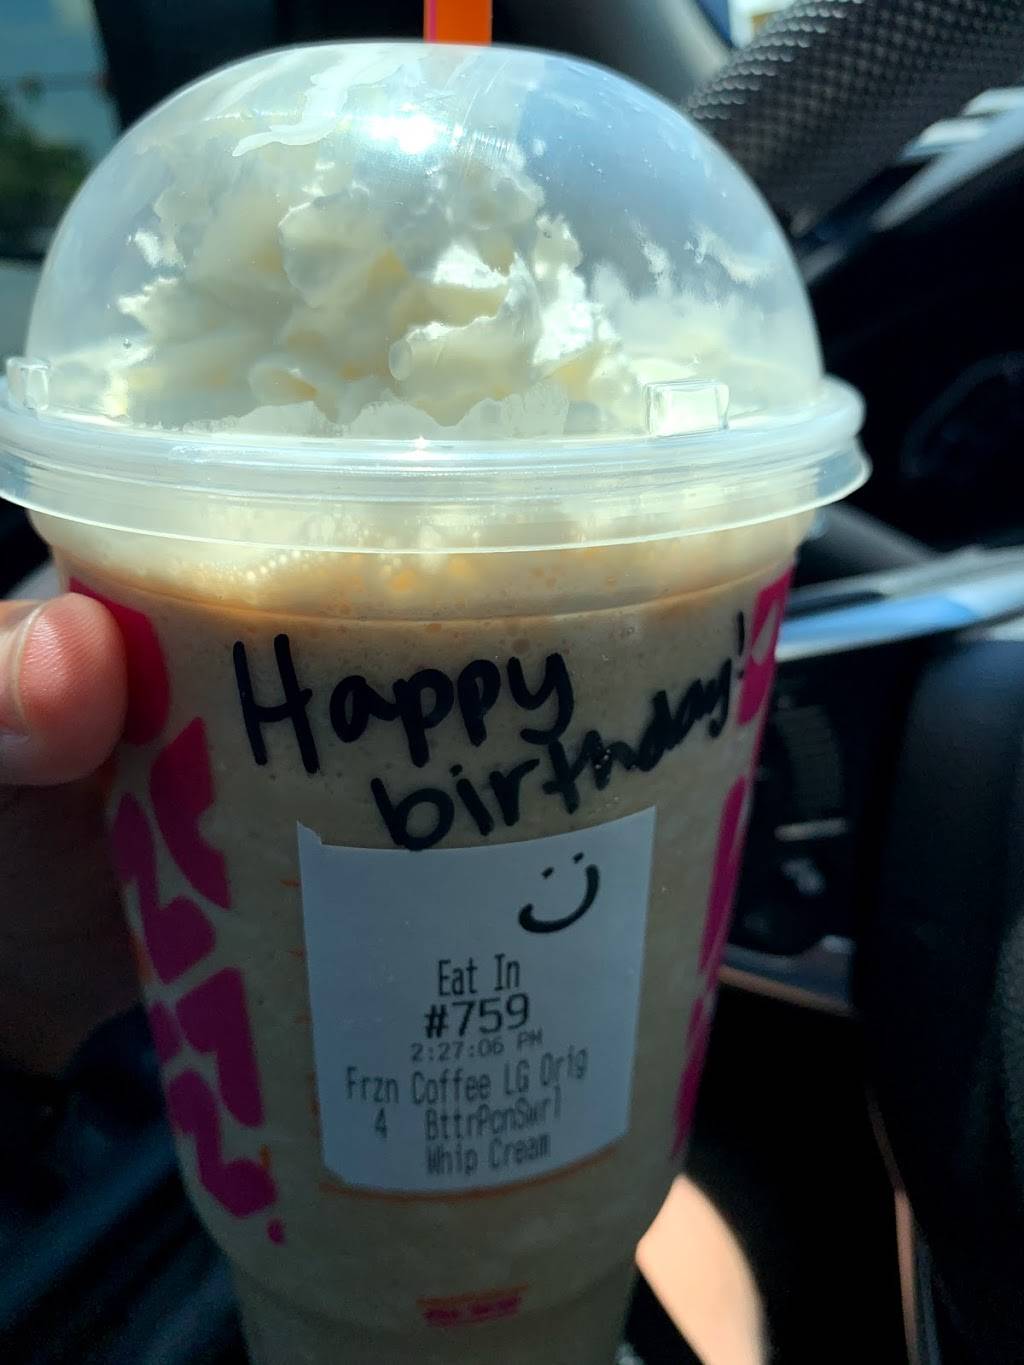 Happy
birthday!
Eat In
#759
2:27:06 PM
Frzn Coffee LG Orig
4 BttrPcnSwrl
Whip Cream